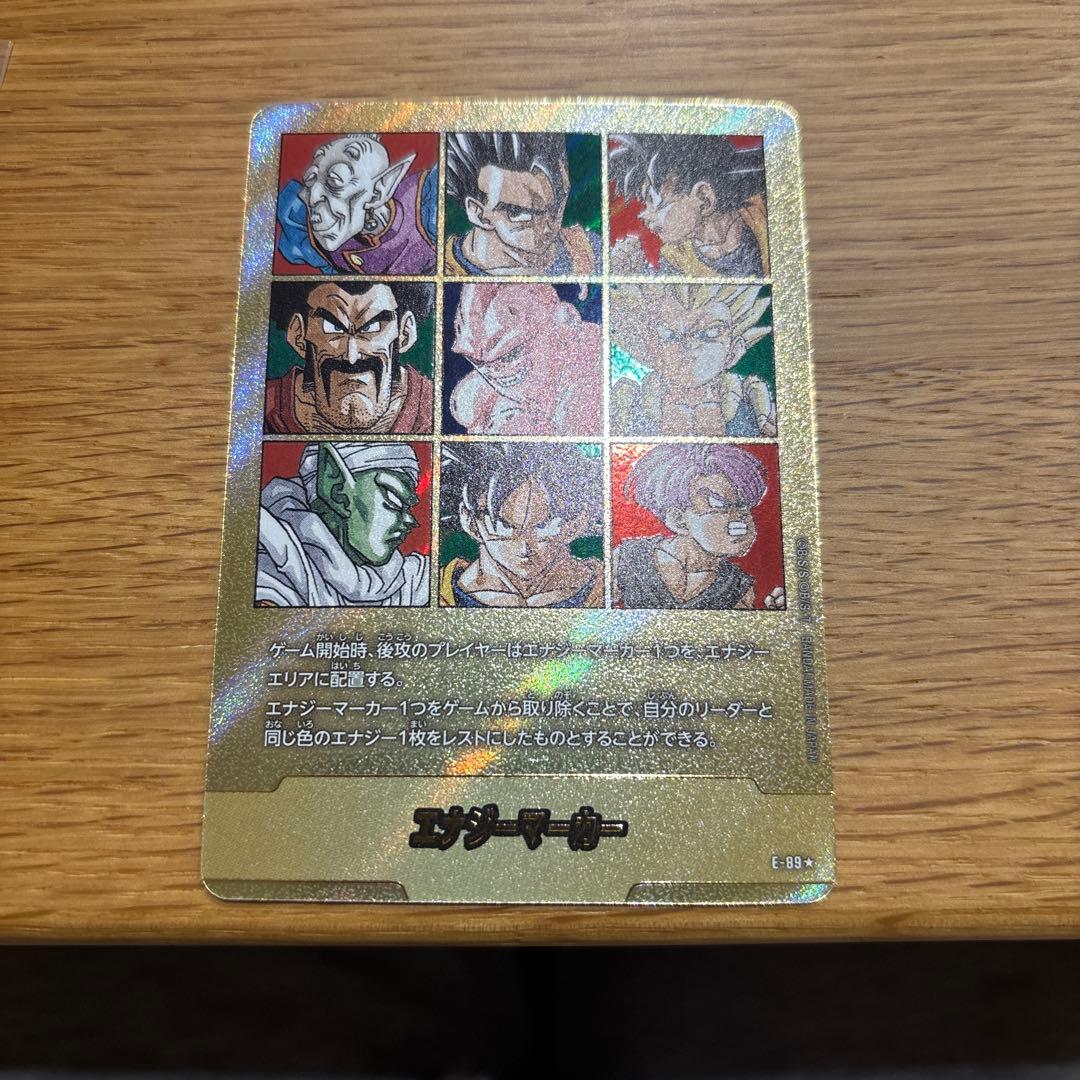 ゲーム開始時、後攻のプレイヤーはエナジーマーカー1つを、エナジー
エリアに配置する。
エナジーマーカー1つをゲームから取り除くことで、自分のリーダーと
同じ色のエナジー1枚をレストにしたものとすることができる。
エナジーマーカー
E-89★
BANDAI MADE IN JAPAN